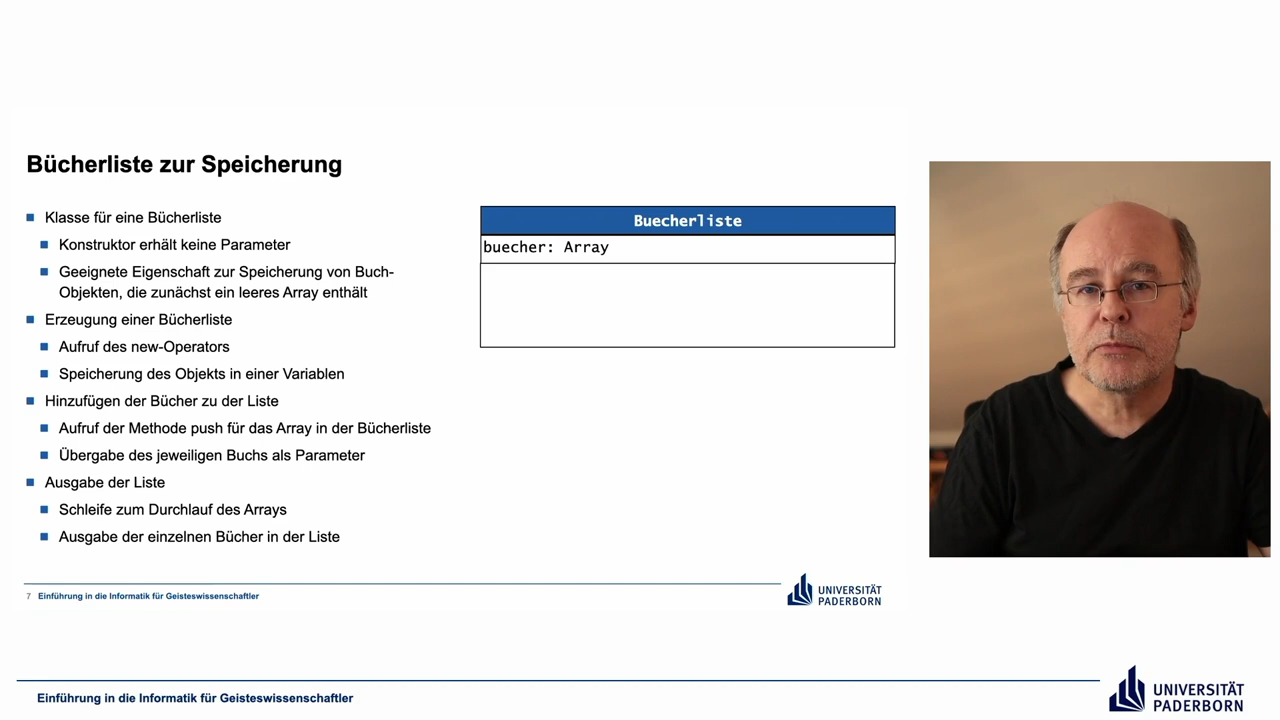 Bücherliste zur Speicherung
Klasse für eine Bücherliste
Konstruktor erhält keine Parameter
Geeignete Eigenschaft zur Speicherung von Buch-
Objekten, die zunächst ein leeres Array enthält
Erzeugung einer Bücherliste
Aufruf des new-Operators
Speicherung des Objekts in einer Variablen
Hinzufügen der Bücher zu der Liste
Aufruf der Methode push für das Array in der Bücherliste
Übergabe des jeweiligen Buchs als Parameter
Ausgabe der Liste
Schleife zum Durchlauf des Arrays
Ausgabe der einzelnen Bücher in der Liste
Buecherliste
buecher: Array
7 Einführung in die Informatik für Geisteswissenschaftler
UNIVERSITÄT
PADERBORN
Einführung in die Informatik für Geisteswissenschaftler
UNIVERSITÄT
PADERBORN